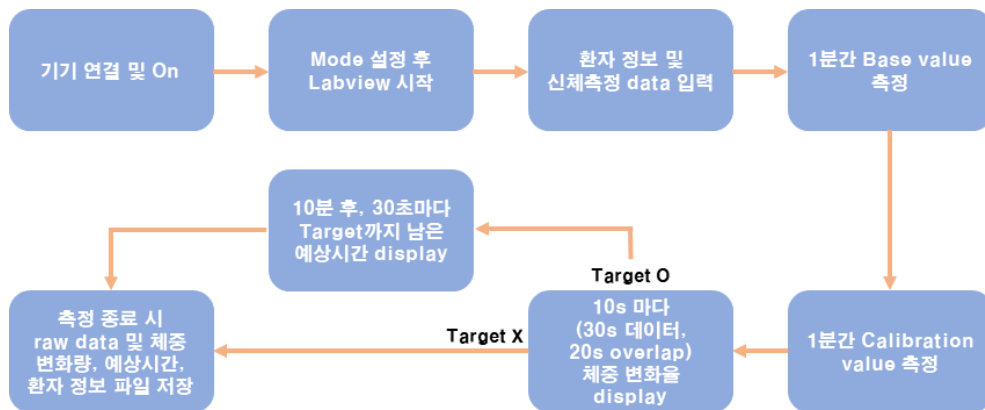 기기 연결 및 On
Mode 설정 후
Labview 시작
환자 정보 및
신체측정 data 입력
1분간 Base value
측정
10분 후, 30초마다
Target까지 남은
예상시간 display
Target O
측정 종료 시
raw data 및 체중
변화량, 예상시간,
환자 정보 파일 저장
Target X
10s 마다
(30s 데이터,
20s overlap)
체중 변화율
display
1분간 Calibration
value 측정